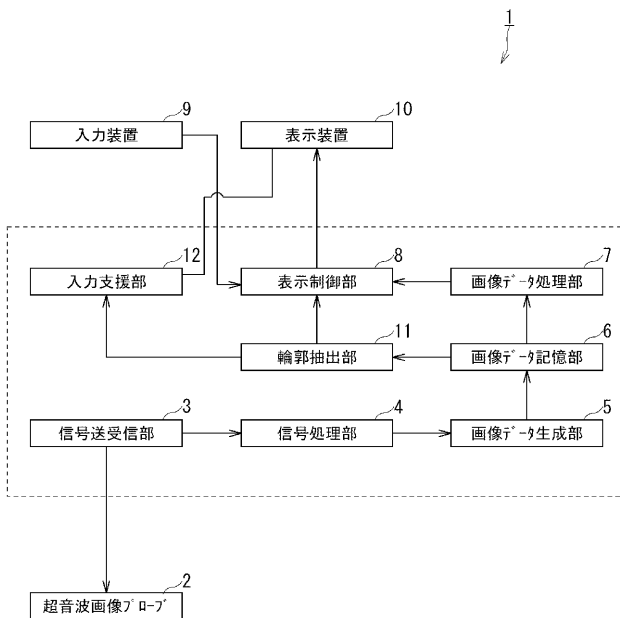 1
9
入力装置
10
表示装置
12
入力支援部
8
表示制御部
7
画像データ処理部
11
輪郭抽出部
6
画像データ記憶部
3
信号送受信部
4
信号処理部
5
画像データ生成部
2
超音波画像プローブ